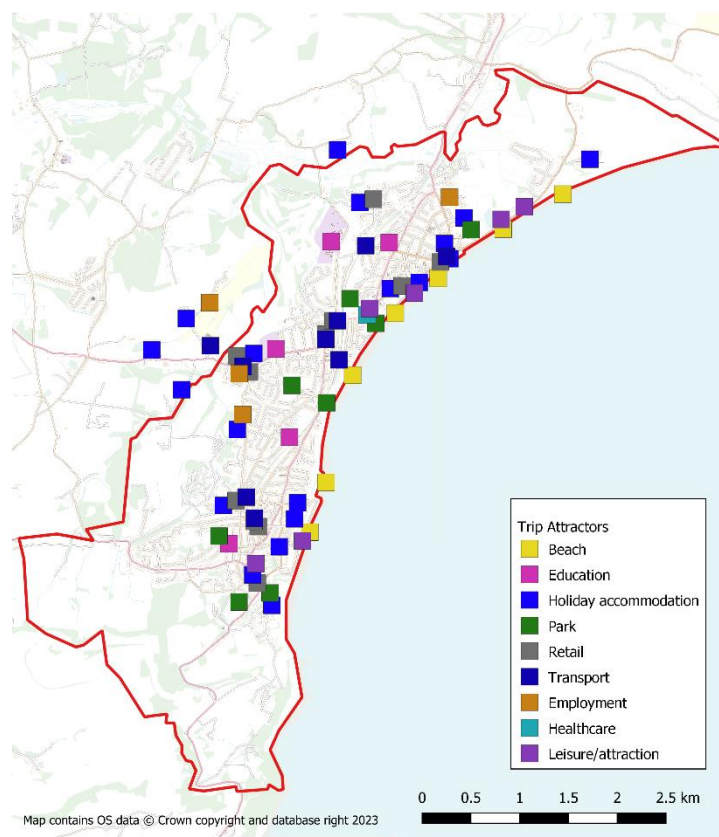 Trip Attractors
Beach
Education
Holiday accommodation
Park
Retail
Transport
Employment
Healthcare
Leisure/attraction
Map contains OS data © Crown copyright and database right 2023
0 0.5 1 1.5 2 2.5 km